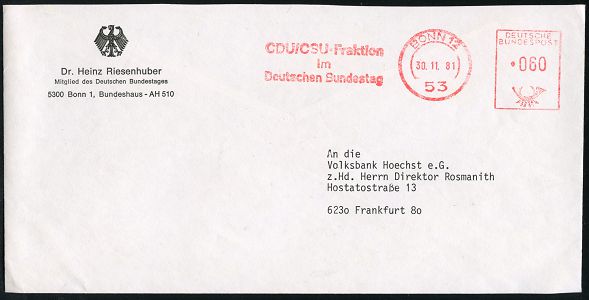 Dr. Heinz Riesenhuber
Mitglied des Deutschen Bundestages
5300 Bonn 1, Bundeshaus - AH 510
CDU/CSU-Fraktion
im
Deutschen Bundestag
BONN 12
30.11.81
53
DEUTSCHE
BUNDESPOST
060
An die
Volksbank Hoechst e.G.
z.Hd. Herrn Direktor Rosmanith
Hostatostraße 13
623o Frankfurt 8o